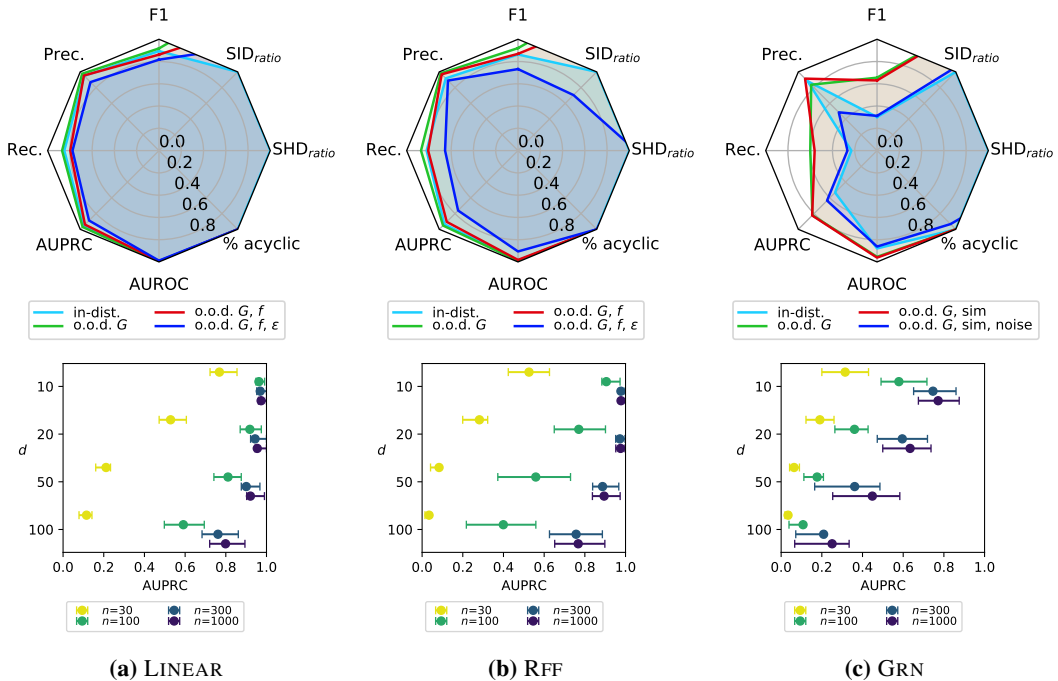 F1
Prec.
SID_ratio
Rec.
SHD_ratio
AUPRC
% acyclic
AUROC
0.0
0.2
0.4
0.6
0.8
in-dist.
o.o.d. G
o.o.d. G, f
o.o.d. G, f, ε
F1
Prec.
SID_ratio
Rec.
SHD_ratio
AUPRC
% acyclic
AUROC
0.0
0.2
0.4
0.6
0.8
in-dist.
o.o.d. G
o.o.d. G, f
o.o.d. G, f, ε
F1
Prec.
SID_ratio
Rec.
SHD_ratio
AUPRC
% acyclic
AUROC
0.0
0.2
0.4
0.6
0.8
in-dist.
o.o.d. G
o.o.d. G, sim
o.o.d. G, sim, noise
10
20
d
50
100
0.0 0.2 0.4 0.6 0.8 1.0
AUPRC
n=30
n=100
n=300
n=1000
10
20
d
50
100
0.0 0.2 0.4 0.6 0.8 1.0
AUPRC
n=30
n=100
n=300
n=1000
10
20
d
50
100
0.0 0.2 0.4 0.6 0.8 1.0
AUPRC
n=30
n=100
n=300
n=1000
(a) LINEAR
(b) RFF
(c) GRN